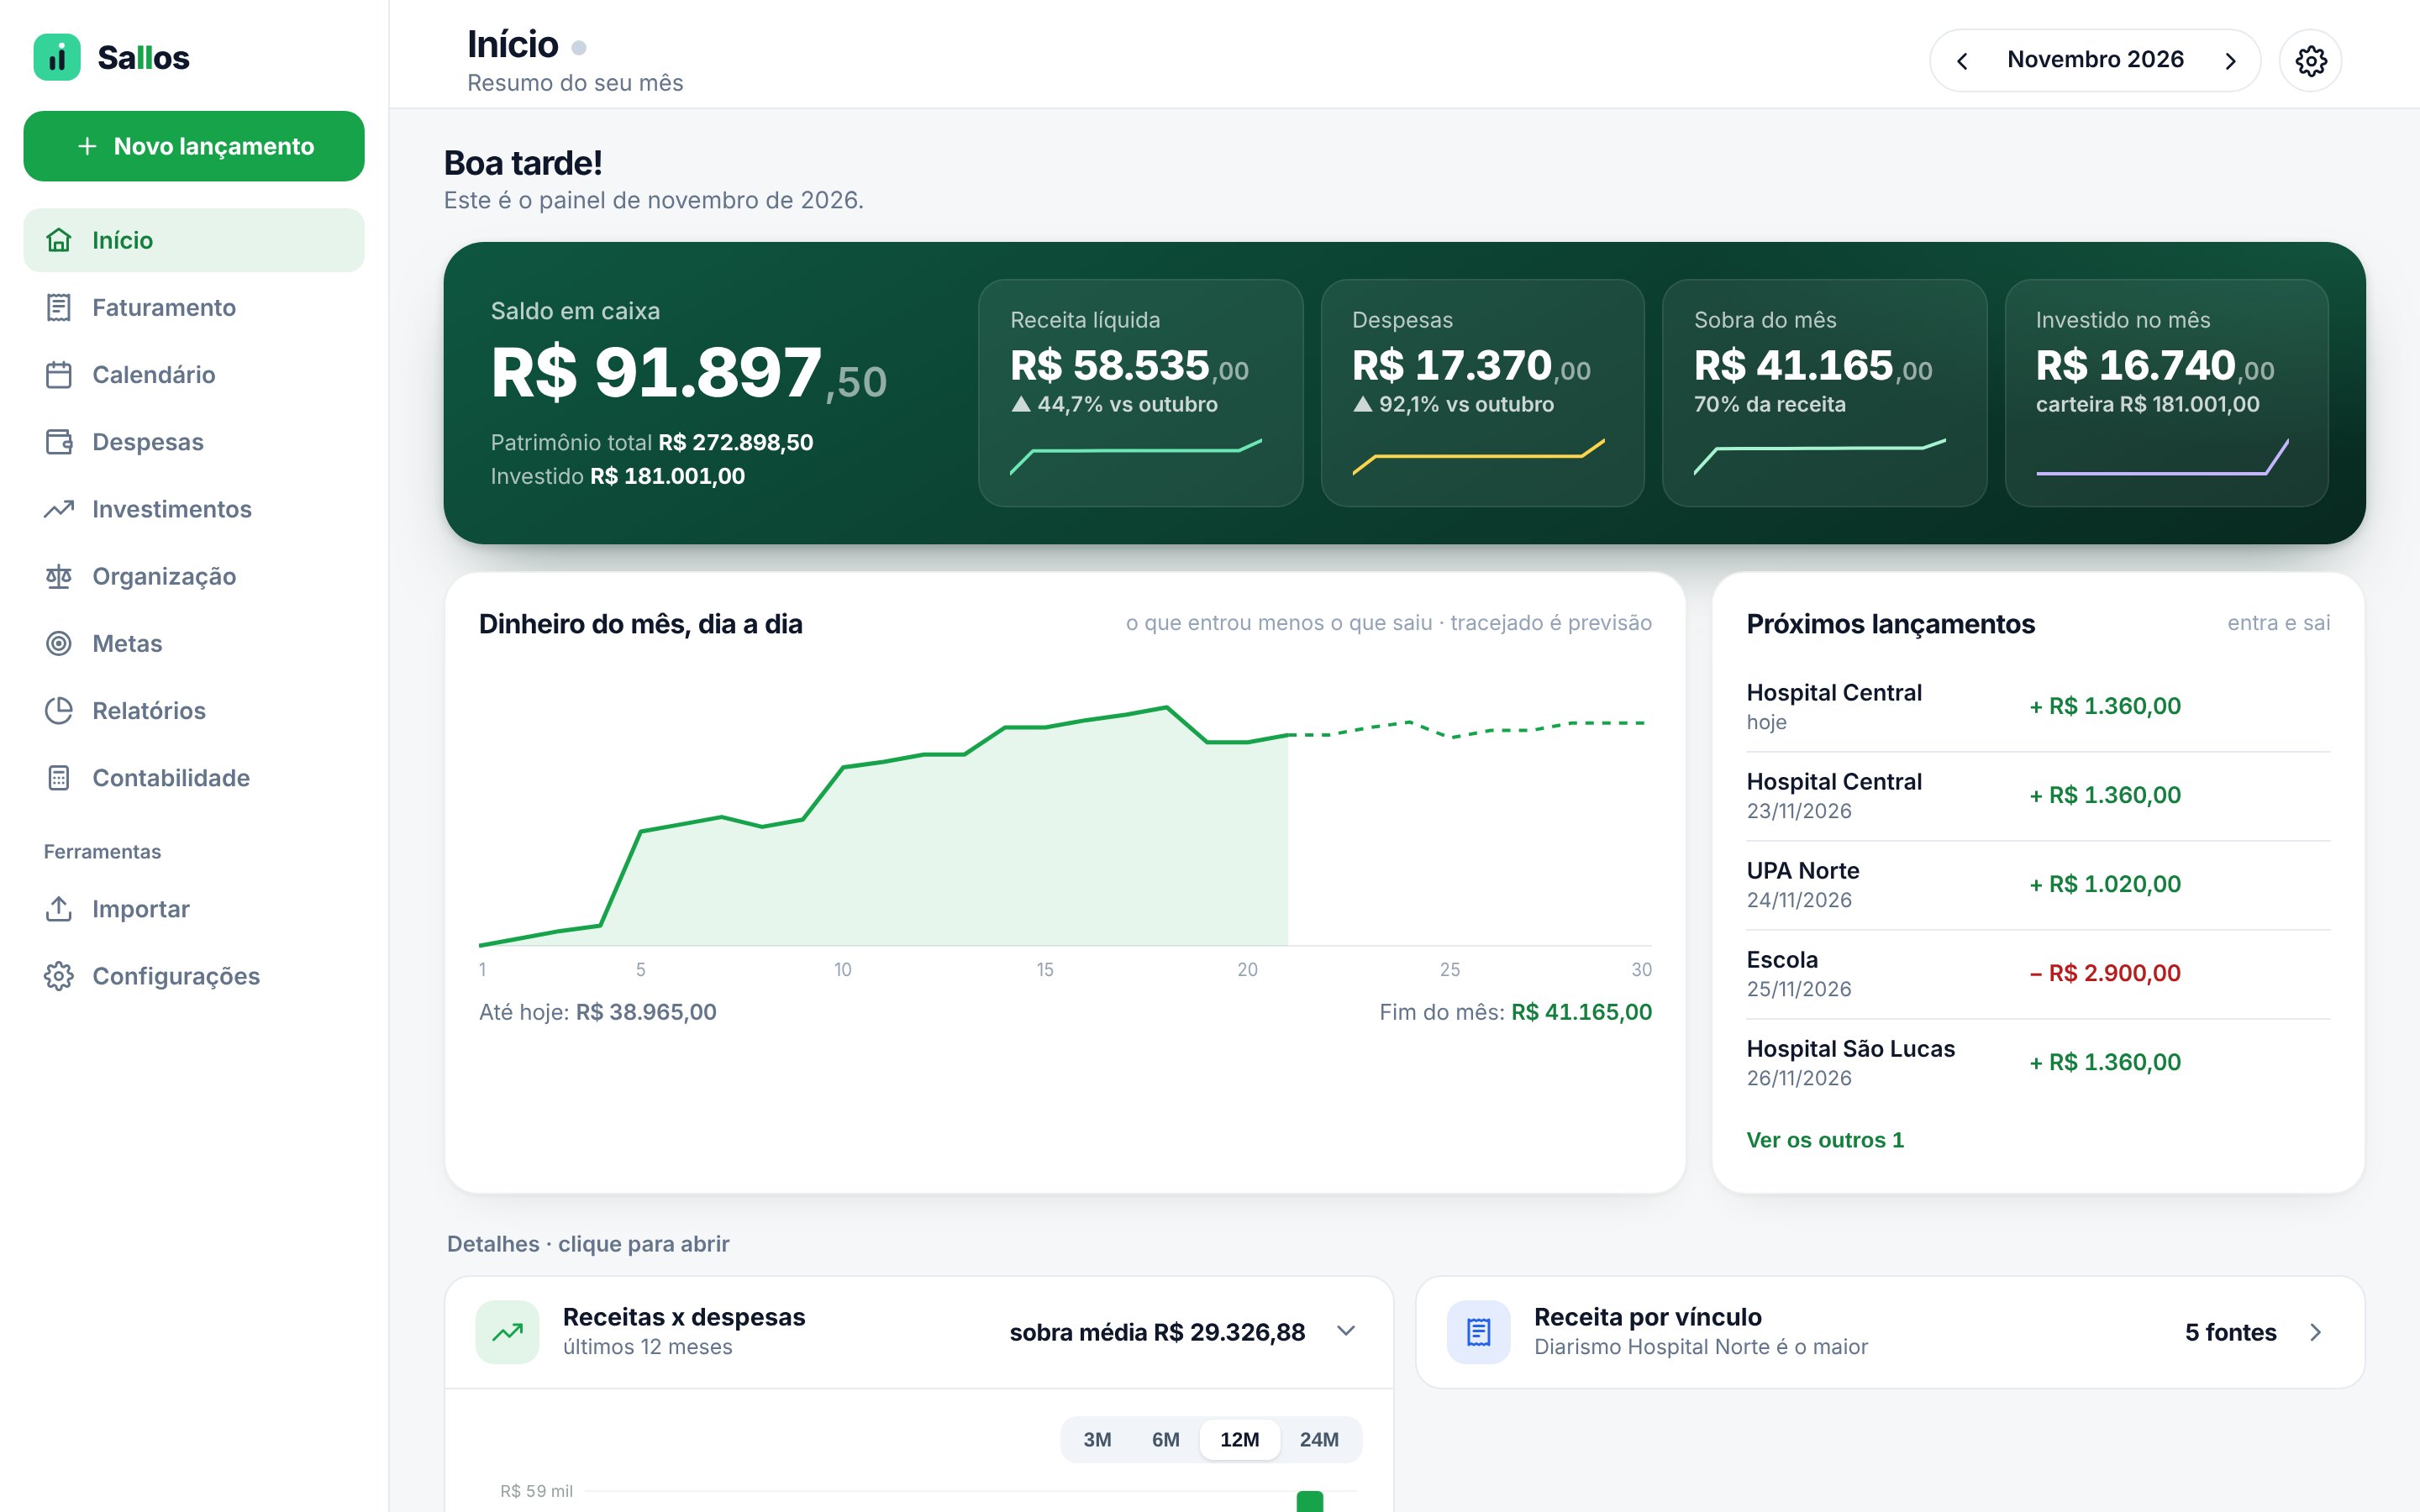 Sallos
Novo lançamento
Início
Faturamento
Calendário
Despesas
Investimentos
Organização
Metas
Relatórios
Contabilidade
Ferramentas
Importar
Configurações
Início
Resumo do seu mês
Novembro 2026
Boa tarde!
Este é o painel de novembro de 2026.
Saldo em caixa
R$ 91.897,50
Patrimônio total R$ 272.898,50
Investido R$ 181.001,00
Receita líquida
R$ 58.535,00
▲ 44,7% vs outubro
Despesas
R$ 17.370,00
▲ 92,1% vs outubro
Sobra do mês
R$ 41.165,00
70% da receita
Investido no mês
R$ 16.740,00
carteira R$ 181.001,00
Dinheiro do mês, dia a dia
o que entrou menos o que saiu · tracejado é previsão
1 5 10 15 20 25 30
Até hoje: R$ 38.965,00
Fim do mês: R$ 41.165,00
Próximos lançamentos
entra e sai
Hospital Central
hoje
+ R$ 1.360,00
Hospital Central
23/11/2026
+ R$ 1.360,00
UPA Norte
24/11/2026
+ R$ 1.020,00
Escola
25/11/2026
– R$ 2.900,00
Hospital São Lucas
26/11/2026
+ R$ 1.360,00
Ver os outros 1
Detalhes · clique para abrir
Receitas x despesas
últimos 12 meses
sobra média R$ 29.326,88
3M 6M 12M 24M
R$ 59 mil
Receita por vínculo
Diarismo Hospital Norte é o maior
5 fontes